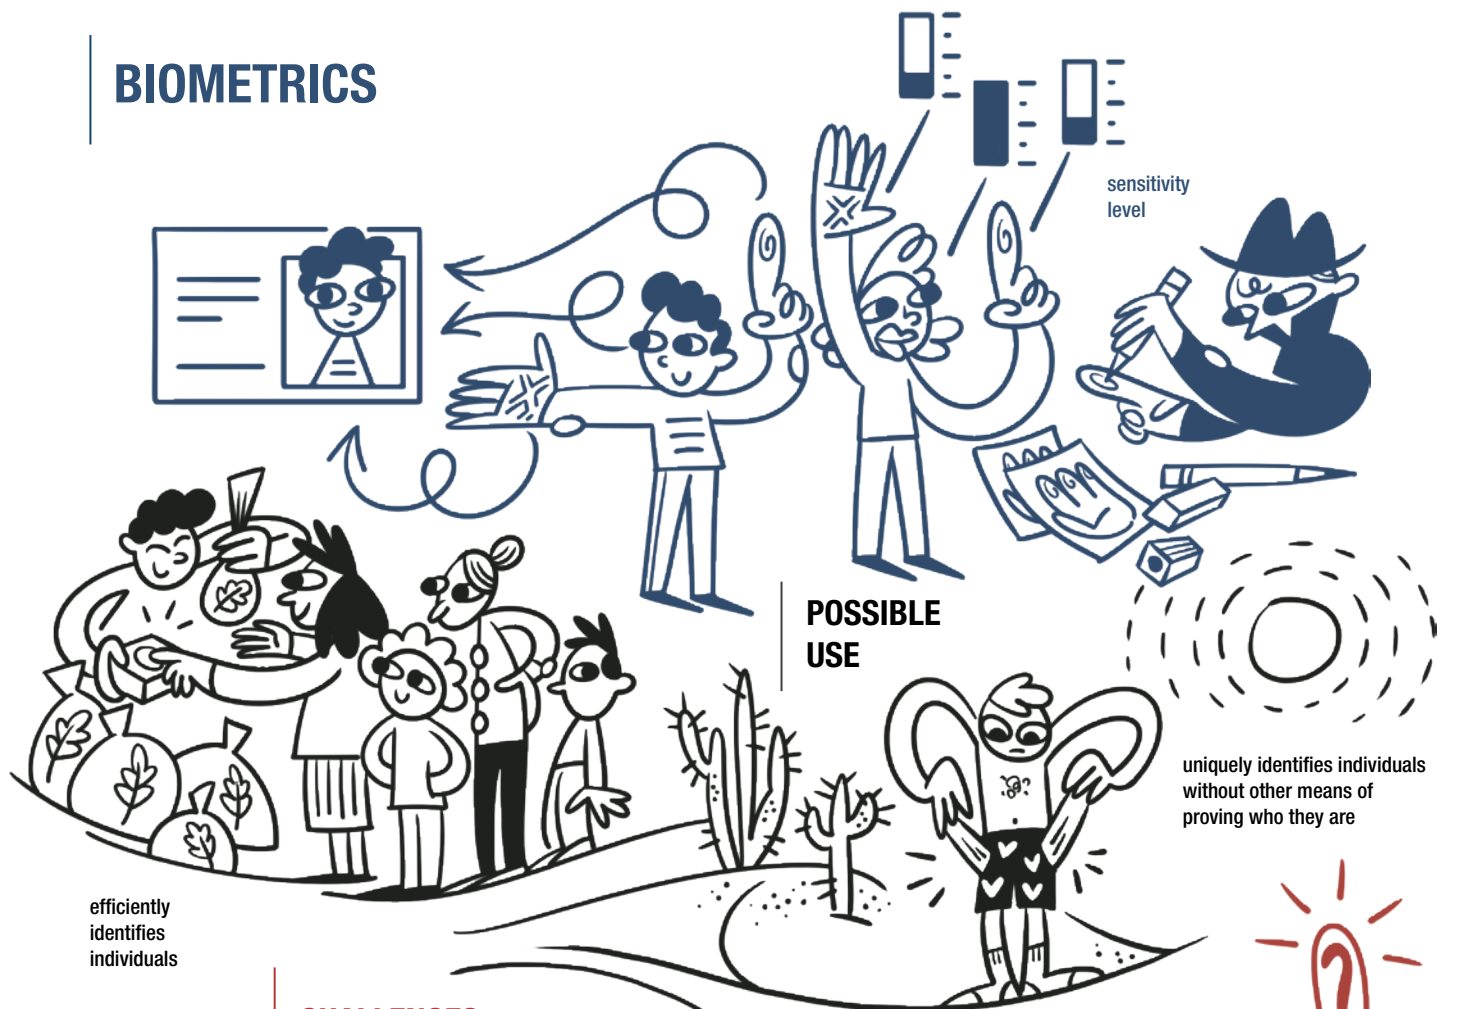 BIOMETRICS
sensitivity
level
POSSIBLE
USE
uniquely identifies individuals
without other means of
proving who they are
efficiently
identifies
individuals